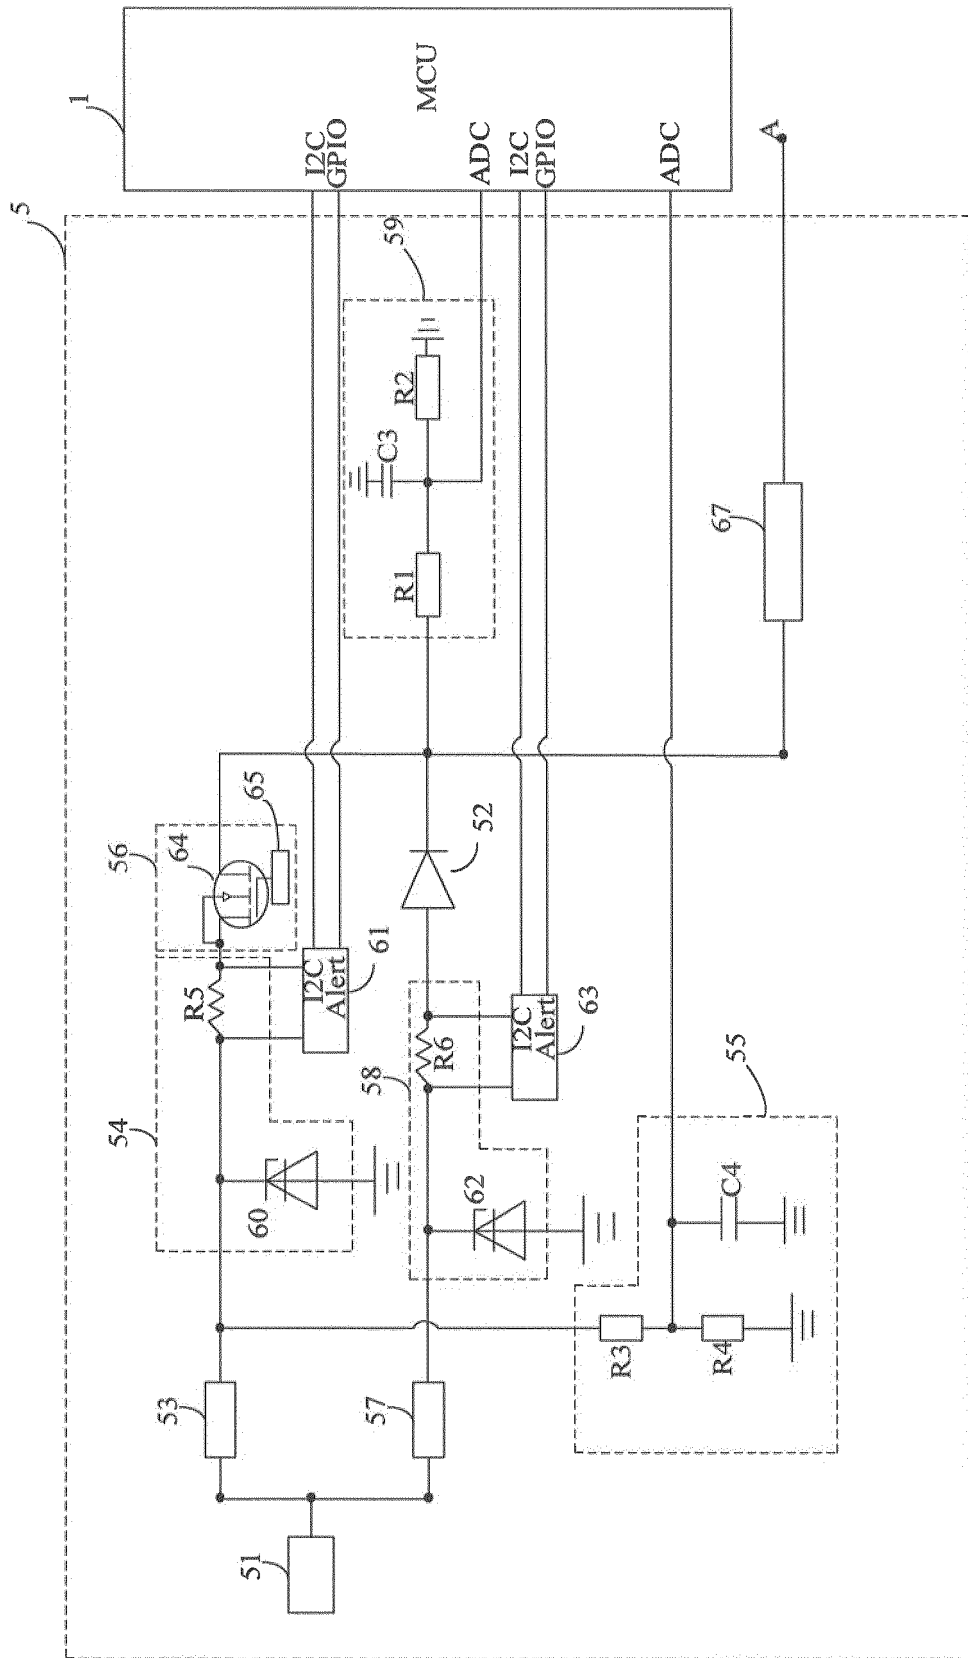 1
MCU
I2C
GPIO
ADC
I2C
GPIO
ADC
A
5
59
R2
C3
R1
67
65
64
56
52
61
I2C
Alert
R5
54
60
63
I2C
Alert
R6
58
62
55
C4
R3
R4
53
57
51